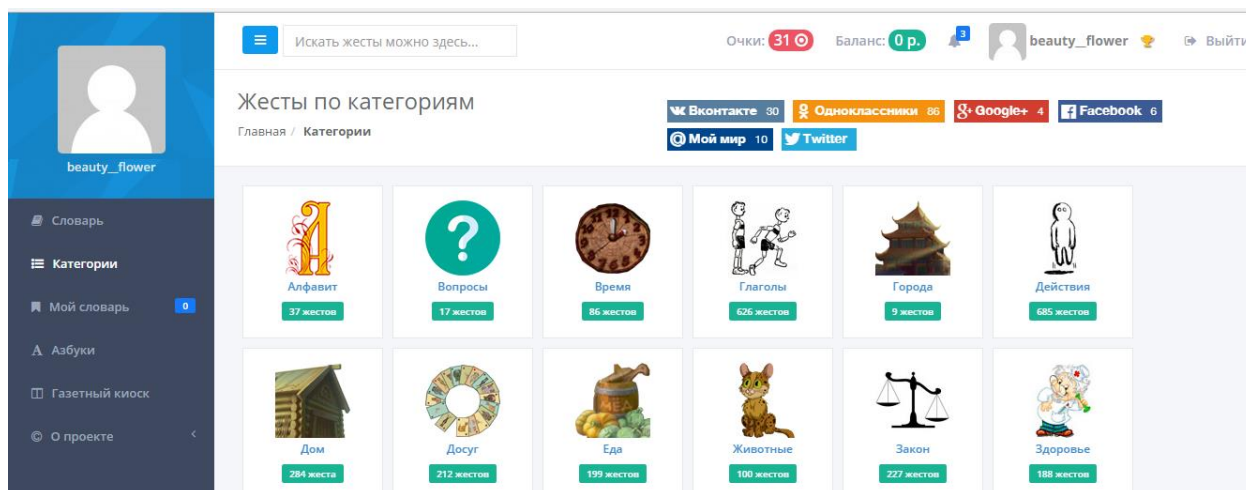 Искать жесты можно здесь...
Очки: 31 Баланс: 0 р. 3 beauty__flower Выйти
beauty__flower
Словарь
Категории
Мой словарь 0
Азбуки
Газетный киоск
О проекте
Жесты по категориям
Главная / Категории
Вконтакте 30 Одноклассники 86 Google+ 4 Facebook 6
Мой мир 10 Twitter
Алфавит Вопросы Время Глаголы Города Действия
37 жестов 17 жестов 86 жестов 626 жестов 9 жестов 685 жестов
Дом Досуг Еда Животные Закон Здоровье
284 жеста 212 жестов 199 жестов 100 жестов 227 жестов 188 жестов